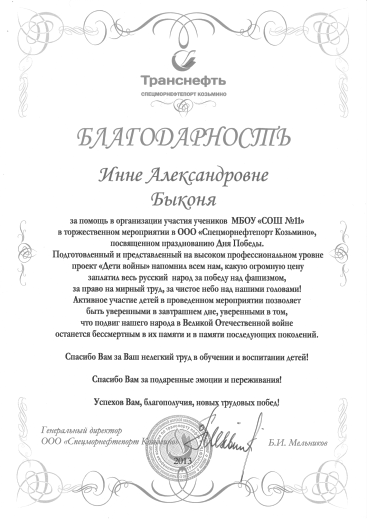 Транснефть
СПЕЦМОРНЕФТЕПОРТ КОЗЬМИНО
БЛАГОДАРНОСТЬ
Инне Александровне
Быконя
за помощь в организации участия учеников МБОУ «СОШ №11»
в торжественном мероприятии в ООО «Спецморнефтепорт Козьмино»,
посвященном празднованию Дня Победы.
Подготовленный и представленный на высоком профессиональном уровне
проект «Дети войны» напомнил всем нам, какую огромную цену
заплатил весь русский народ за победу над фашизмом,
за право на мирный труд, за чистое небо над нашими головами!
Активное участие детей в проведенном мероприятии позволяет
быть уверенными в завтрашнем дне, уверенными в том,
что подвиг нашего народа в Великой Отечественной войне
останется бессмертным в их памяти и в памяти последующих поколений.
Спасибо Вам за Ваш нелегкий труд в обучении и воспитании детей!
Спасибо Вам за подаренные эмоции и переживания!
Успехов Вам, благополучия, новых трудовых побед!
Генеральный директор
ООО «Спецморнефтепорт Козьмино»
Б.И. Мельников
2013